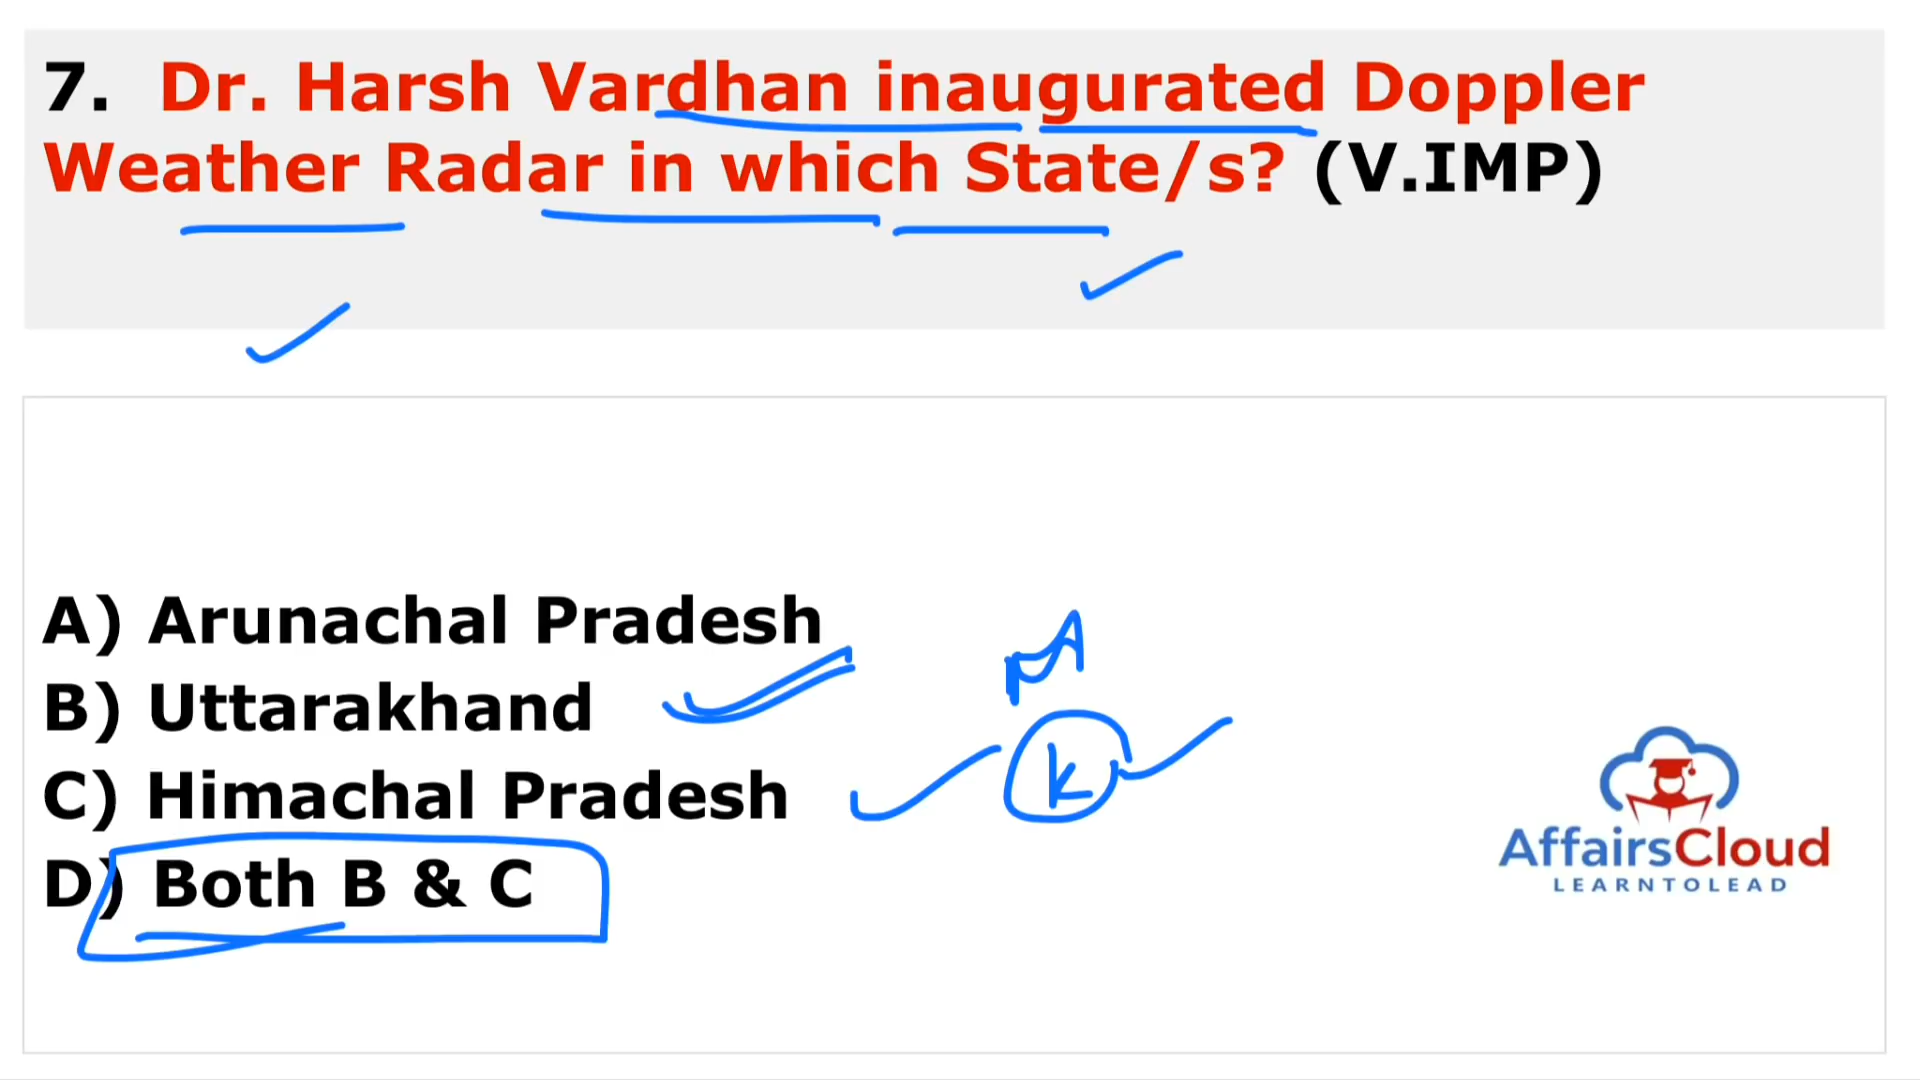 7. Dr. Harsh Vardhan inaugurated Doppler
Weather Radar in which State/s? (V.IMP)
A) Arunachal Pradesh
B) Uttarakhand
C) Himachal Pradesh
D) Both B & C
K
AffairsCloud
LEARNTOLEAD